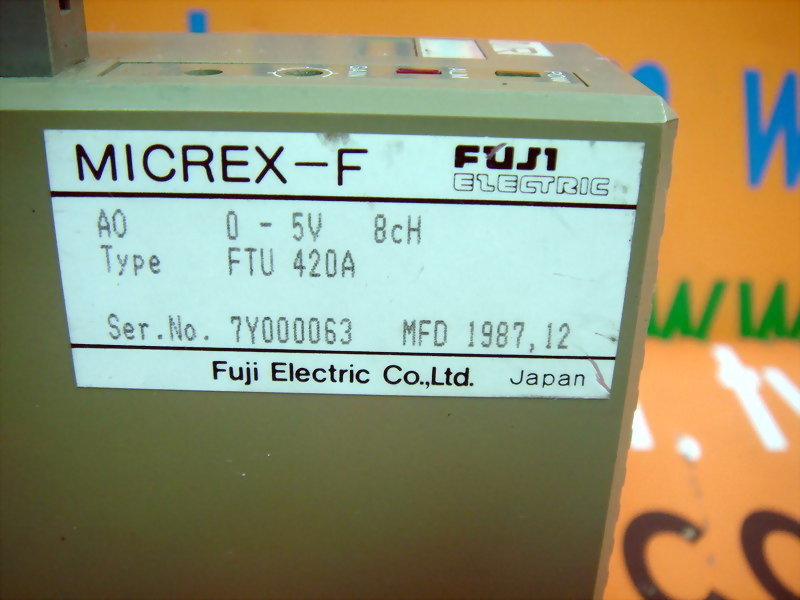 MICREX-F
FUJI
ELECTRIC
AO 0 - 5V 8cH
Type FTU 420A
Ser.No. 7Y000063 MFD 1987,12
Fuji Electric Co.,Ltd. Japan